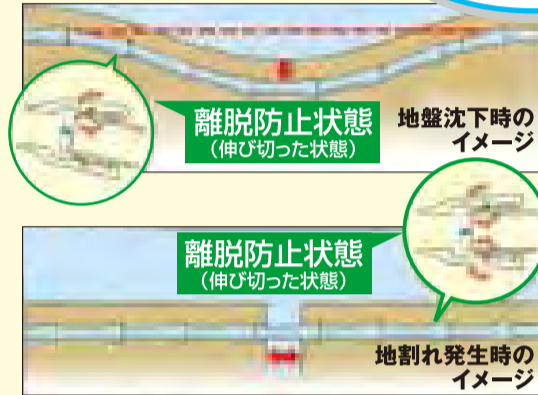 離脱防止状態
(伸び切った状態)
地盤沈下時の
イメージ
離脱防止状態
(伸び切った状態)
地割れ発生時の
イメージ